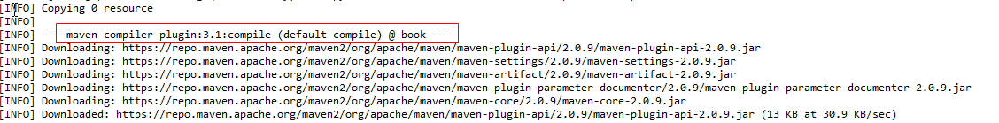 [INFO] Copying 0 resource
[INFO]
[INFO] --- maven-compiler-plugin:3.1:compile (default-compile) @ book ---
[INFO] Downloading: https://repo.maven.apache.org/maven2/org/apache/maven/maven-plugin-api/2.0.9/maven-plugin-api-2.0.9.jar
[INFO] Downloading: https://repo.maven.apache.org/maven2/org/apache/maven/maven-settings/2.0.9/maven-settings-2.0.9.jar
[INFO] Downloading: https://repo.maven.apache.org/maven2/org/apache/maven/maven-artifact/2.0.9/maven-artifact-2.0.9.jar
[INFO] Downloading: https://repo.maven.apache.org/maven2/org/apache/maven/maven-plugin-parameter-documenter/2.0.9/maven-plugin-parameter-documenter-2.0.9.jar
[INFO] Downloading: https://repo.maven.apache.org/maven2/org/apache/maven/maven-core/2.0.9/maven-core-2.0.9.jar
[INFO] Downloaded: https://repo.maven.apache.org/maven2/org/apache/maven/maven-plugin-api/2.0.9/maven-plugin-api-2.0.9.jar (13 KB at 30.9 KB/sec)